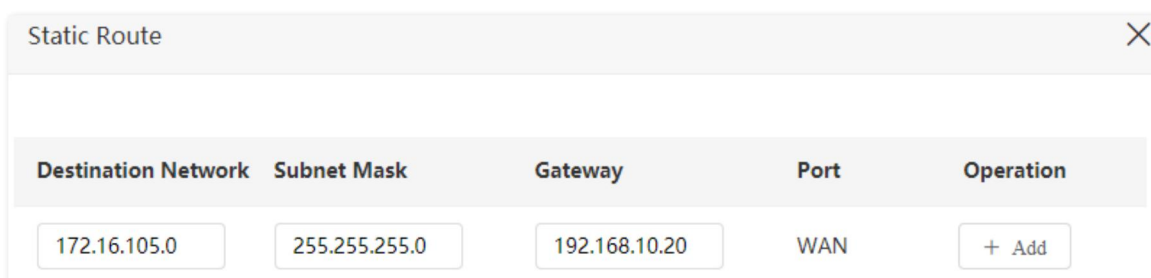 Static Route
Destination Network Subnet Mask Gateway Port Operation
172.16.105.0 255.255.255.0 192.168.10.20 WAN + Add